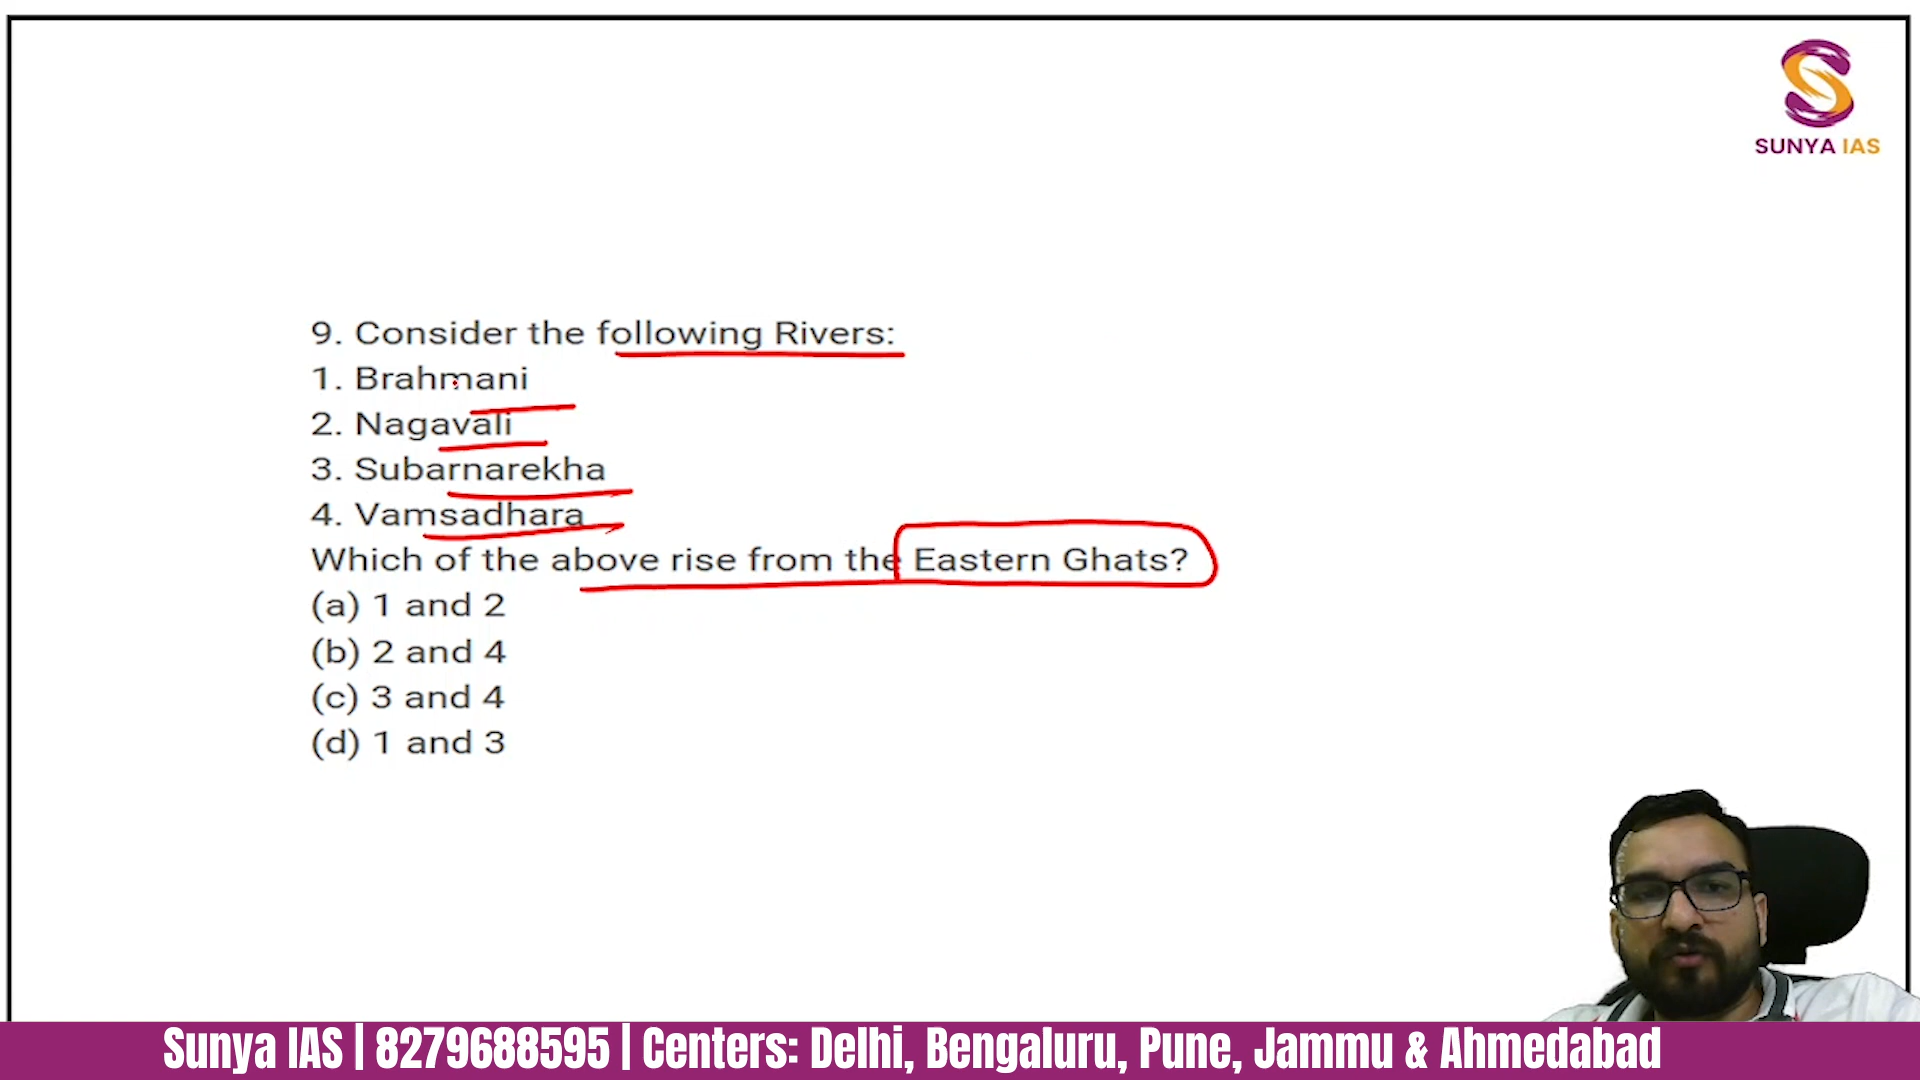 SUNYA IAS
9. Consider the following Rivers:
1. Brahmani
2. Nagavali
3. Subarnarekha
4. Vamsadhara
Which of the above rise from the Eastern Ghats?
(a) 1 and 2
(b) 2 and 4
(c) 3 and 4
(d) 1 and 3
Sunya IAS | 8279688595 | Centers: Delhi, Bengaluru, Pune, Jammu & Ahmedabad